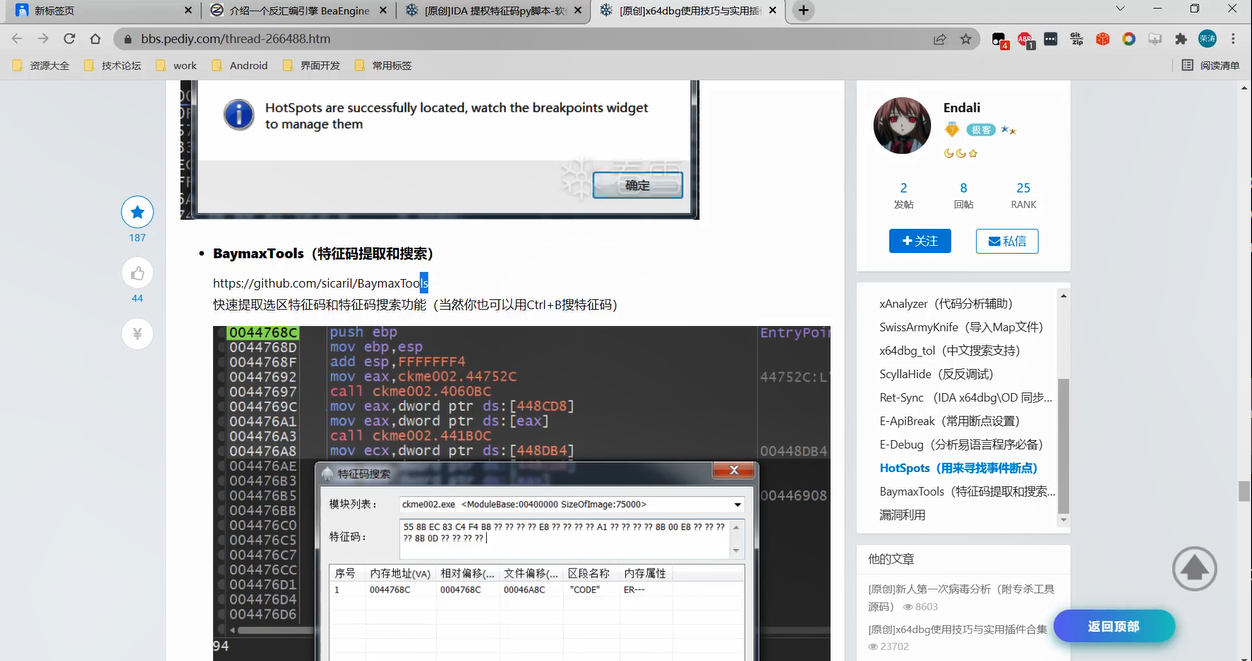 新标签页
介绍一个反汇编引擎 BeaEngine
[原创]IDA 提权特征码py脚本-软
[原创]x64dbg使用技巧与实用插件
bbs.pediy.com/thread-266488.htm
资源大全
技术论坛
work
Android
界面开发
常用标签
阅读清单
HotSpots are successfully located, watch the breakpoints widget
to manage them
看雪
确定
187
44
¥
BaymaxTools（特征码提取和搜索）
https://github.com/sicaril/BaymaxTools
快速提取选区特征码和特征码搜索功能（当然你也可以用Ctrl+B搜特征码）
0044768C push ebp EntryPoi
0044768D mov ebp,esp
0044768F add esp,FFFFFFF4
00447692 mov eax,ckme002.44752C 44752C:L'
00447697 call ckme002.4060BC
0044769C mov eax,dword ptr ds:[448CD8]
004476A1 mov eax,dword ptr ds:[eax]
004476A3 call ckme002.441B0C
004476A8 mov ecx,dword ptr ds:[448DB4] 00448DB4
004476AE
004476B3
004476B5 00446908
004476BB
004476C0
004476C5
004476C7
004476CC
004476D1
004476D4
004476D6
94
特征码搜索
模块列表：
ckme002.exe <ModuleBase:00400000 SizeOfImage:75000>
特征码：
55 8B EC 83 C4 F4 B8 ?? ?? ?? ?? E8 ?? ?? ?? ?? A1 ?? ?? ?? ?? 8B 00 E8 ?? ?? ??
?? 8B 0D ?? ?? ?? ??
序号 内存地址(VA) 相对偏移(... 文件偏移(... 区段名称 内存属性
1 0044768C 0004768C 00046A8C "CODE" ER---
Endali
极客
2 8 25
发帖 回帖 RANK
关注
私信
xAnalyzer（代码分析辅助）
SwissArmyKnife（导入Map文件）
x64dbg_tol（中文搜索支持）
ScyllaHide（反反调试）
Ret-Sync （IDA x64dbg\OD 同步...
E-ApiBreak（常用断点设置）
E-Debug（分析易语言程序必备）
HotSpots（用来寻找事件断点）
BaymaxTools（特征码提取和搜索...
漏洞利用
他的文章
[原创]新人第一次病毒分析（附专杀工具
源码） 8603
[原创]x64dbg使用技巧与实用插件合集
23702
返回顶部